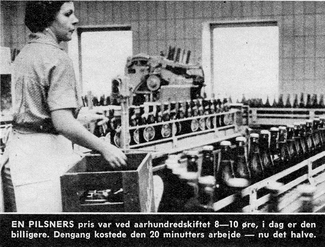 EN PILSNERS pris var ved aarhundredskiftet 8—10 øre, i dag er den
billigere. Dengang kostede den 20 minutters arbejde — nu det halve.